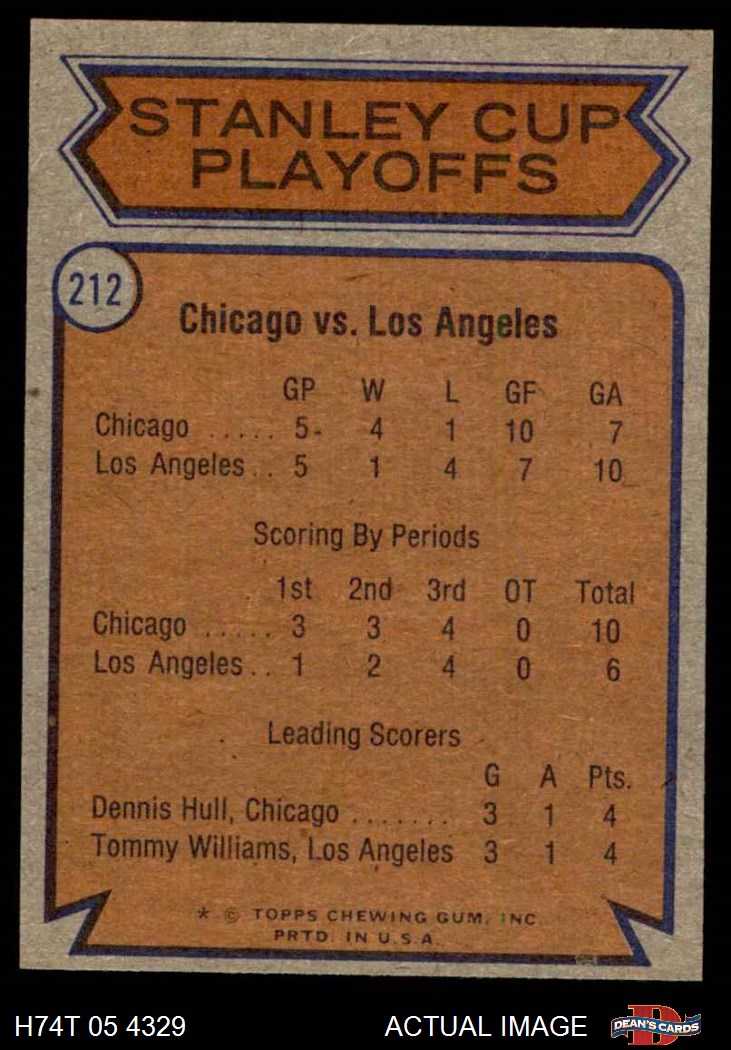 STANLEY CUP
PLAYOFFS
212
Chicago vs. Los Angeles
GP W L GF GA
Chicago ..... 5 4 1 10 7
Los Angeles .. 5 1 4 7 10
Scoring By Periods
1st 2nd 3rd OT Total
Chicago ..... 3 3 4 0 10
Los Angeles .. 1 2 4 0 6
Leading Scorers
G A Pts.
Dennis Hull, Chicago ....... 3 1 4
Tommy Williams, Los Angeles 3 1 4
* © TOPPS CHEWING GUM, INC.
PRTD. IN U.S.A.
H74T 05 4329 ACTUAL IMAGE D DEAN'S CARDS